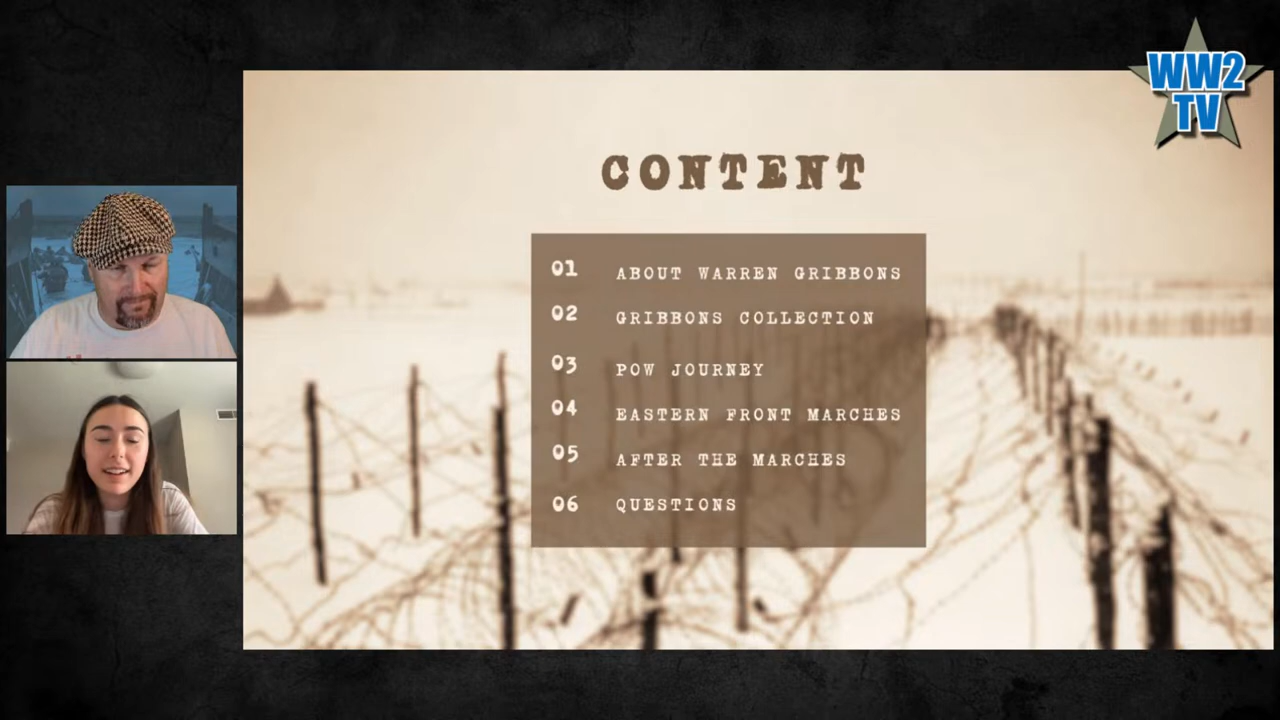 WW2
TV
CONTENT
01 ABOUT WARREN GRIBBONS
02 GRIBBONS COLLECTION
03 POW JOURNEY
04 EASTERN FRONT MARCHES
05 AFTER THE MARCHES
06 QUESTIONS